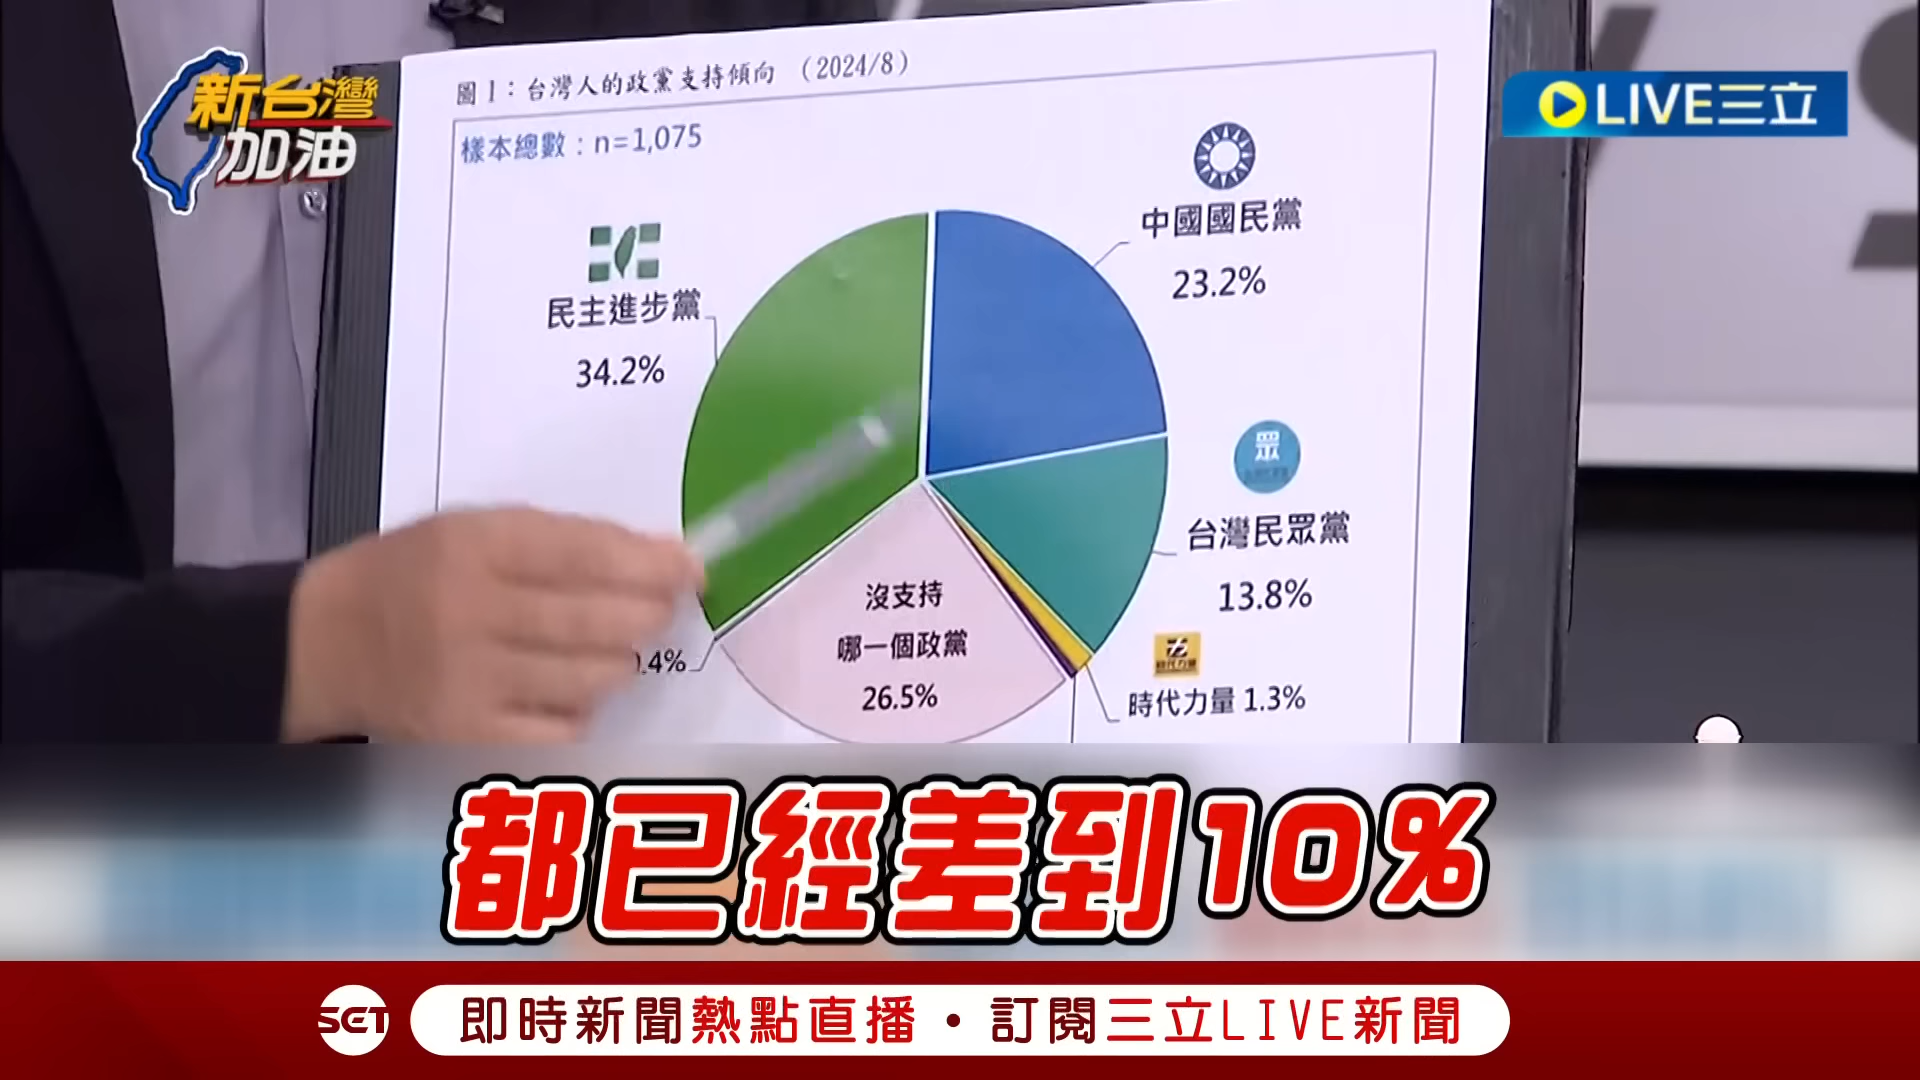 新台灣
加油
LIVE三立
圖1：台灣人的政黨支持傾向 （2024/8）
樣本總數：n=1,075
中國國民黨
23.2%
民主進步黨
34.2%
眾
台灣民眾黨
13.8%
沒支持
哪一個政黨
26.5%
.4%
時代力量 1.3%
都已經差到10%
SET
即時新聞熱點直播・訂閱三立LIVE新聞